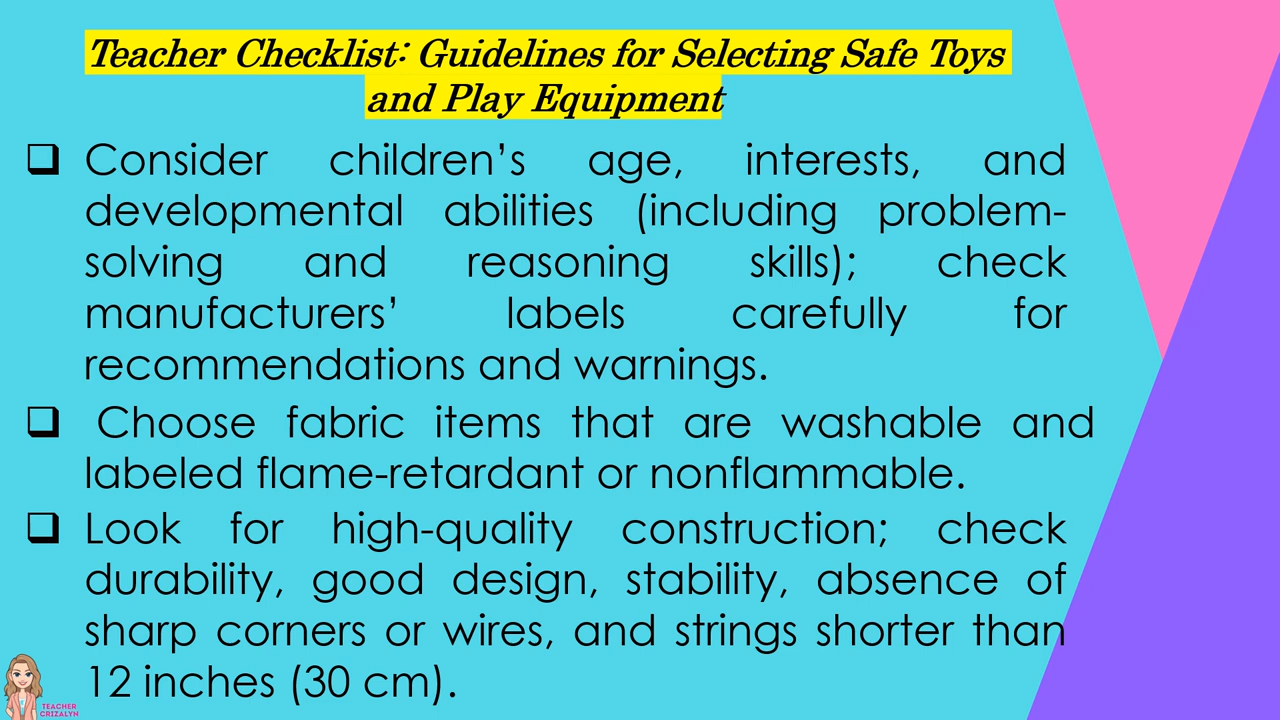 Teacher Checklist: Guidelines for Selecting Safe Toys
and Play Equipment
❑ Consider children’s age, interests, and
developmental abilities (including problem-
solving and reasoning skills); check
manufacturers’ labels carefully for
recommendations and warnings.
❑ Choose fabric items that are washable and
labeled flame-retardant or nonflammable.
❑ Look for high-quality construction; check
durability, good design, stability, absence of
sharp corners or wires, and strings shorter than
12 inches (30 cm).
TEACHER
CRIZALYN